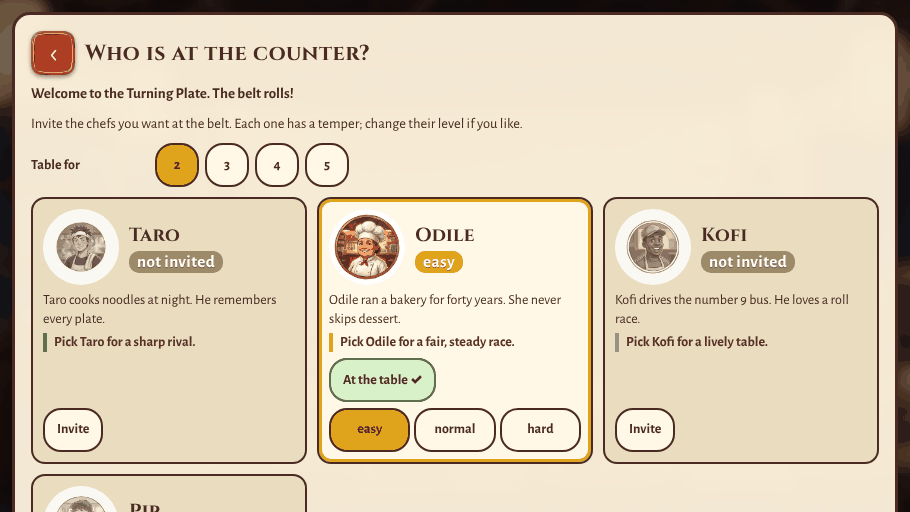 Who is at the counter?
Welcome to the Turning Plate. The belt rolls!
Invite the chefs you want at the belt. Each one has a temper; change their level if you like.
Table for 2 3 4 5
Taro
not invited
Taro cooks noodles at night. He remembers
every plate.
Pick Taro for a sharp rival.
Invite
Odile
easy
Odile ran a bakery for forty years. She never
skips dessert.
Pick Odile for a fair, steady race.
At the table ✔
easy normal hard
Kofi
not invited
Kofi drives the number 9 bus. He loves a roll
race.
Pick Kofi for a lively table.
Invite